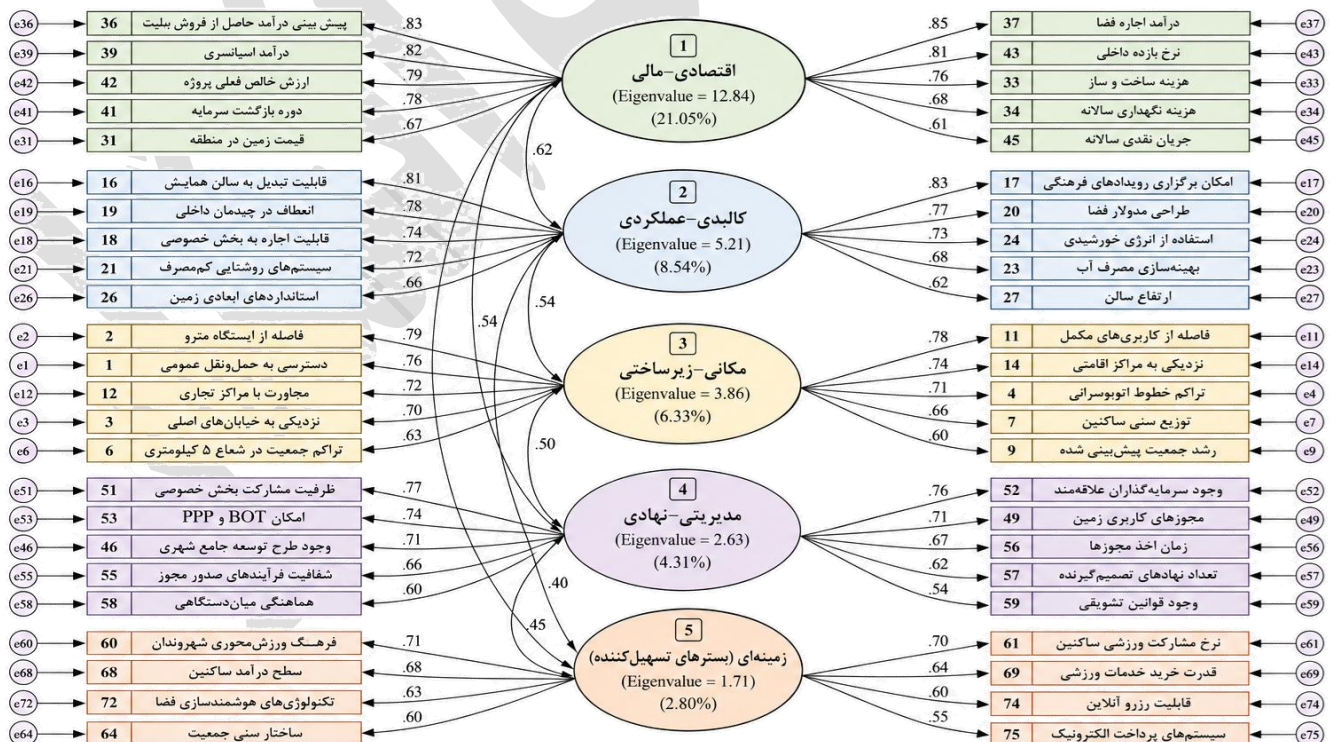 e36 36 پیش بینی درآمد حاصل از فروش بلیت .83
e39 39 درآمد اسپانسری .82
e42 42 ارزش خالص فعلی پروژه .79
e41 41 دوره بازگشت سرمایه .78
e31 31 قیمت زمین در منطقه .67
1
اقتصادی–مالی
(Eigenvalue = 12.84)
(21.05%)
.85 37 درآمد اجاره فضا e37
.81 43 نرخ بازده داخلی e43
.76 33 هزینه ساخت و ساز e33
.68 34 هزینه نگهداری سالانه e34
.61 45 جریان نقدی سالانه e45
.62
e16 16 قابلیت تبدیل به سالن همایش .81
e19 19 انعطاف در چیدمان داخلی .78
e18 18 قابلیت اجاره به بخش خصوصی .74
e21 21 سیستم‌های روشنایی کم‌مصرف .72
e26 26 استانداردهای ابعادی زمین .66
2
کالبدی–عملکردی
(Eigenvalue = 5.21)
(8.54%)
.83 17 امکان برگزاری رویدادهای فرهنگی e17
.77 20 طراحی مدولار فضا e20
.73 24 استفاده از انرژی خورشیدی e24
.68 23 بهینه‌سازی مصرف آب e23
.62 27 ارتفاع سالن e27
.54
.54
e2 2 فاصله از ایستگاه مترو .79
e1 1 دسترسی به حمل‌ونقل عمومی .76
e12 12 مجاورت با مراکز تجاری .72
e3 3 نزدیکی به خیابان‌های اصلی .70
e6 6 تراکم جمعیت در شعاع ۵ کیلومتری .63
3
مکانی–زیرساختی
(Eigenvalue = 3.86)
(6.33%)
.78 11 فاصله از کاربری‌های مکمل e11
.74 14 نزدیکی به مراکز اقامتی e14
.71 4 تراکم خطوط اتوبوسرانی e4
.66 7 توزیع سنی ساکنین e7
.60 9 رشد جمعیت پیش‌بینی شده e9
.50
e51 51 ظرفیت مشارکت بخش خصوصی .77
e53 53 امکان BOT و PPP .74
e46 46 وجود طرح توسعه جامع شهری .71
e55 55 شفافیت فرآیندهای صدور مجوز .66
e58 58 هماهنگی میان‌دستگاهی .60
4
مدیریتی–نهادی
(Eigenvalue = 2.63)
(4.31%)
.76 52 وجود سرمایه‌گذاران علاقه‌مند e52
.71 49 مجوزهای کاربری زمین e49
.67 56 زمان اخذ مجوزها e56
.62 57 تعداد نهادهای تصمیم‌گیرنده e57
.54 59 وجود قوانین تشویقی e59
.40
.45
e60 60 فرهنگ ورزش‌محوری شهروندان .71
e68 68 سطح درآمد ساکنین .68
e72 72 تکنولوژی‌های هوشمندسازی فضا .63
e64 64 ساختار سنی جمعیت .60
5
زمینه‌ای (بسترهای تسهیل‌کننده)
(Eigenvalue = 1.71)
(2.80%)
.70 61 نرخ مشارکت ورزشی ساکنین e61
.64 69 قدرت خرید خدمات ورزشی e69
.60 74 قابلیت رزرو آنلاین e74
.55 75 سیستم‌های پرداخت الکترونیک e75